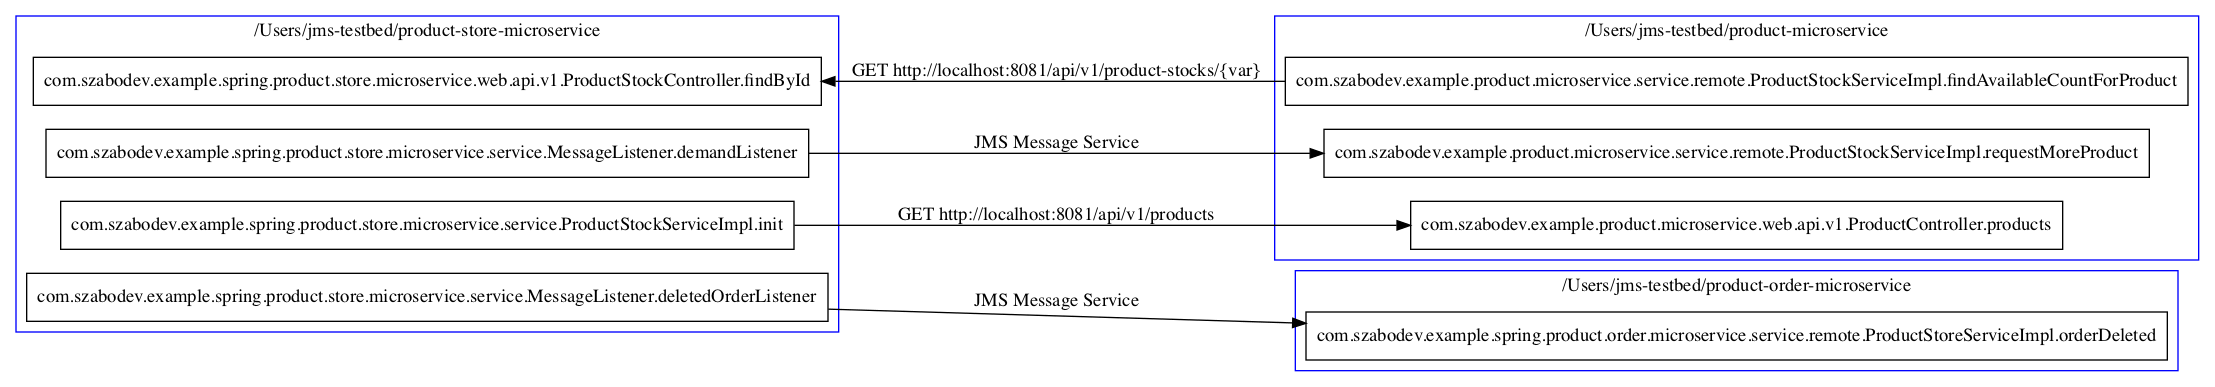 /Users/jms-testbed/product-store-microservice
com.szabodev.example.spring.product.store.microservice.web.api.v1.ProductStockController.findById
com.szabodev.example.spring.product.store.microservice.service.MessageListener.demandListener
com.szabodev.example.spring.product.store.microservice.service.ProductStockServiceImpl.init
com.szabodev.example.spring.product.store.microservice.service.MessageListener.deletedOrderListener
GET http://localhost:8081/api/v1/product-stocks/{var}
JMS Message Service
GET http://localhost:8081/api/v1/products
JMS Message Service
/Users/jms-testbed/product-microservice
com.szabodev.example.product.microservice.service.remote.ProductStockServiceImpl.findAvailableCountForProduct
com.szabodev.example.product.microservice.service.remote.ProductStockServiceImpl.requestMoreProduct
com.szabodev.example.product.microservice.web.api.v1.ProductController.products
/Users/jms-testbed/product-order-microservice
com.szabodev.example.spring.product.order.microservice.service.remote.ProductStoreServiceImpl.orderDeleted